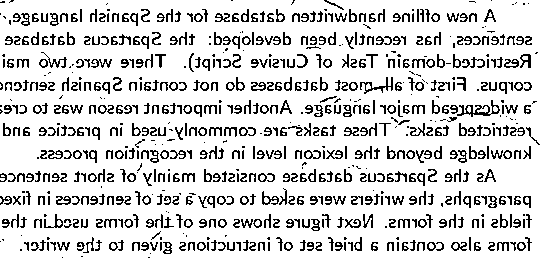 A new offline handwritten database for the Spanish language,
sentences, has recently been developed: the Spartacus database
Restricted-domain Task of Cursive Script). There were two mai
corpus. First of all, most databases do not contain Spanish sentenc
a widespread major language. Another important reason was to crea
restricted tasks. These tasks are commonly used in practice and
knowledge beyond the lexicon level in the recognition process.
As the Spartacus database consisted mainly of short sentence
paragraphs, the writers were asked to copy a set of sentences in fixe
fields in the forms. Next figure shows one of the forms used in the
forms also contain a brief set of instructions given to the writer.